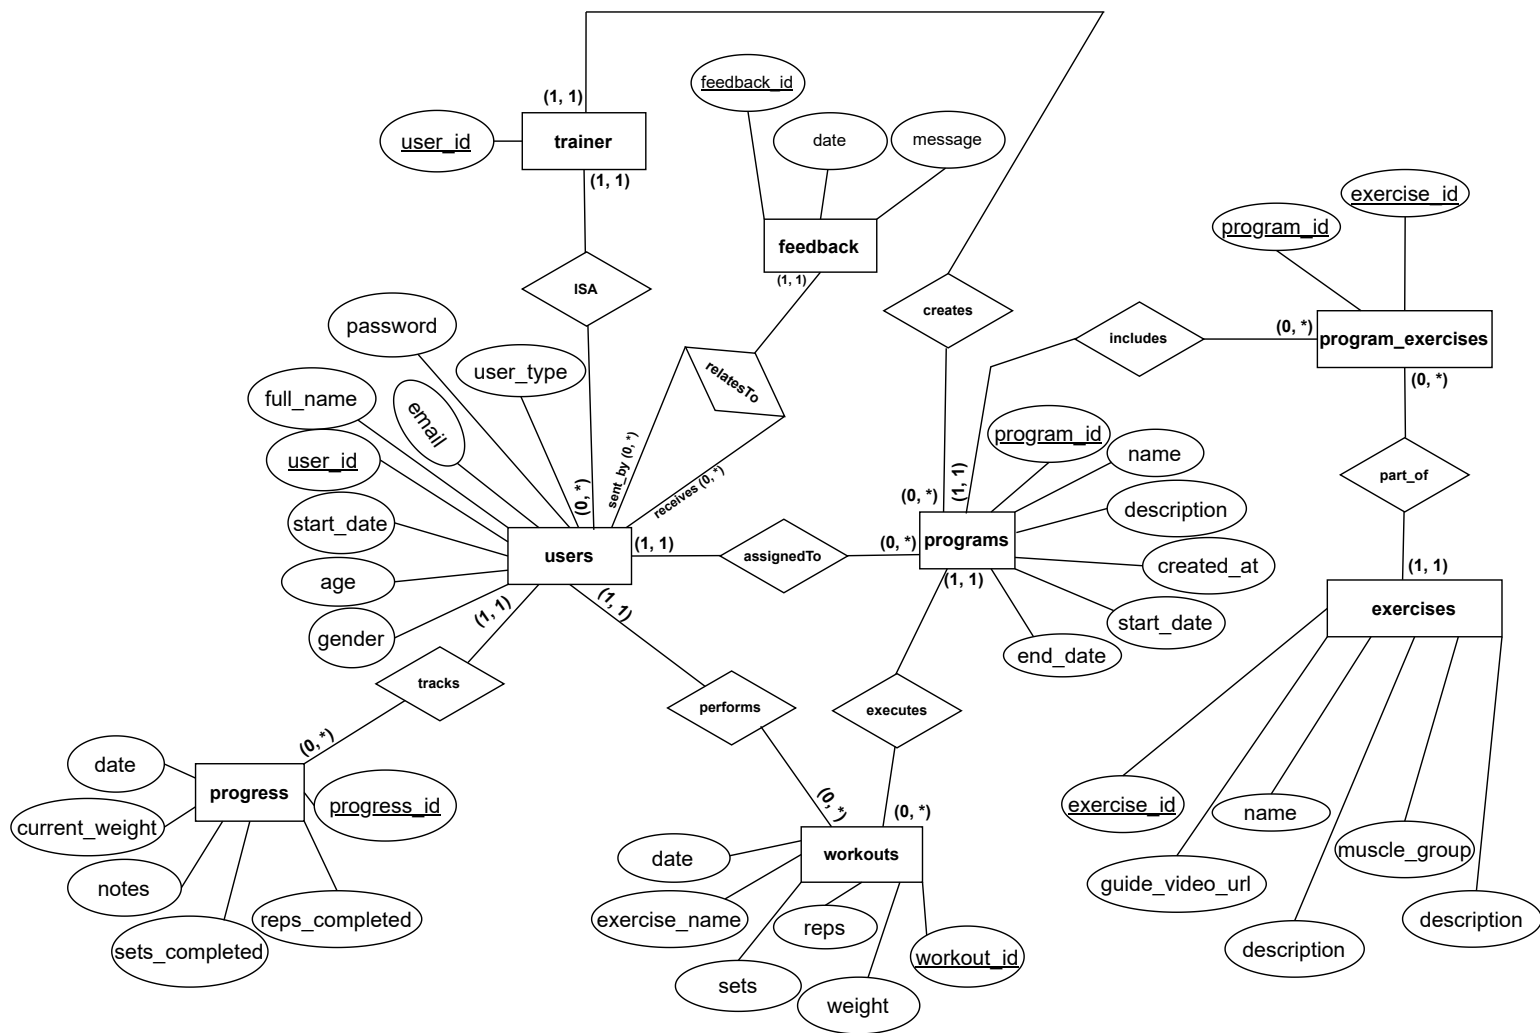 feedback_id
(1, 1)
user_id
trainer
date
message
(1, 1)
exercise_id
program_id
feedback
(1, 1)
ISA
creates
password
(0, *)
program_exercises
includes
user_type
relatesTo
(0, *)
full_name
email
program_id
name
user_id
sent_by (0, *)
receives (0, *)
(0, *)
(0, *)
(1, 1)
part_of
start_date
description
users
(1, 1)
assignedTo
(0, *)
programs
created_at
(1, 1)
(1, 1)
age
(1, 1)
(1, 1)
exercises
gender
start_date
end_date
tracks
performs
executes
(0, *)
date
progress
progress_id
current_weight
(0, *)
(0, *)
exercise_id
name
date
workouts
muscle_group
notes
guide_video_url
reps_completed
exercise_name
reps
description
sets_completed
workout_id
description
sets
weight